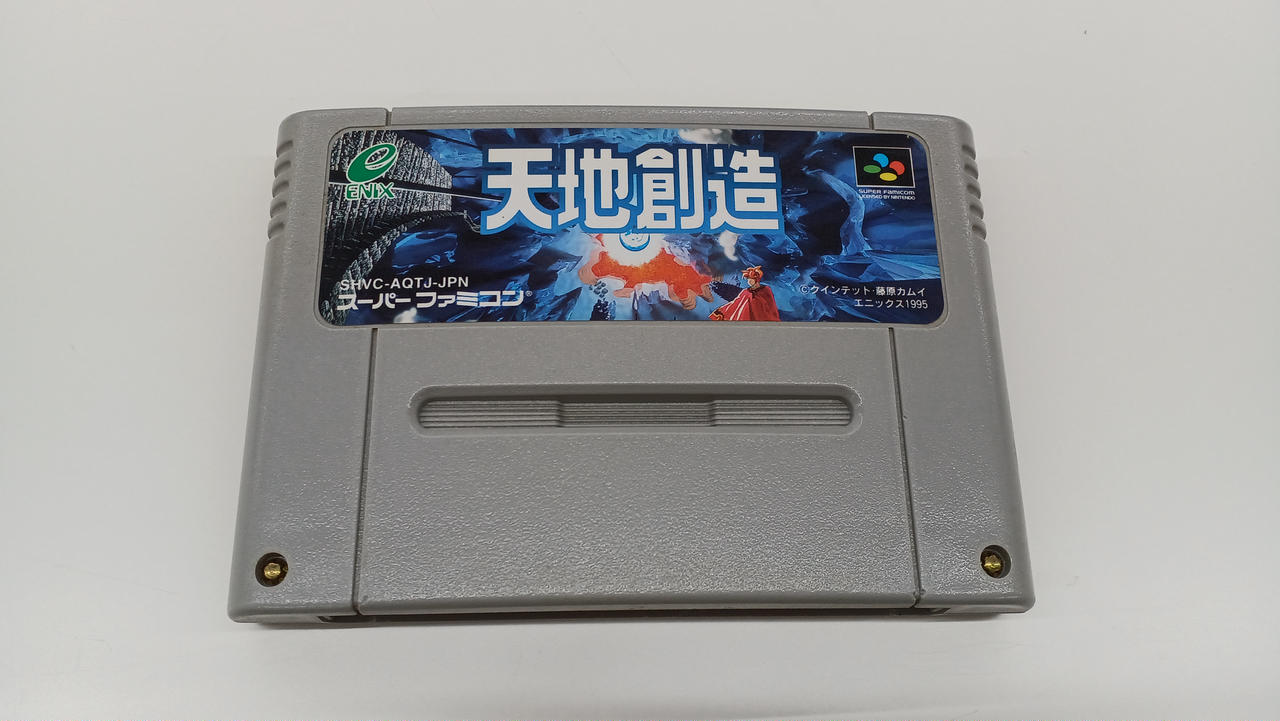 ENIX
天地創造
SUPER FAMICOM
LICENSED BY NINTENDO
SHVC-AQTJ-JPN
スーパーファミコン®
©クインテット・藤原カムイ
エニックス1995